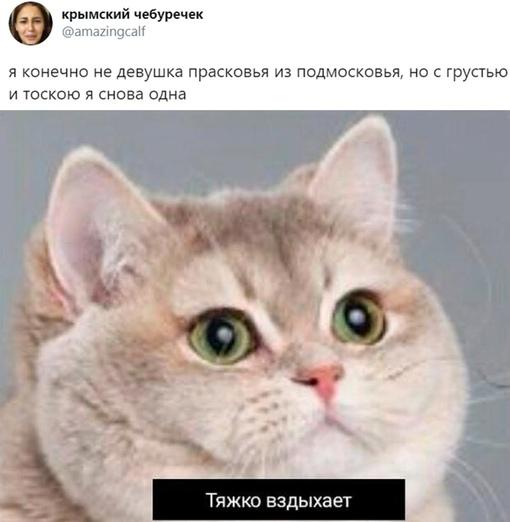 крымский чебуречек
@amazingcalf
я конечно не девушка прасковья из подмосковья, но с грустью
и тоскою я снова одна
Тяжко вздыхает